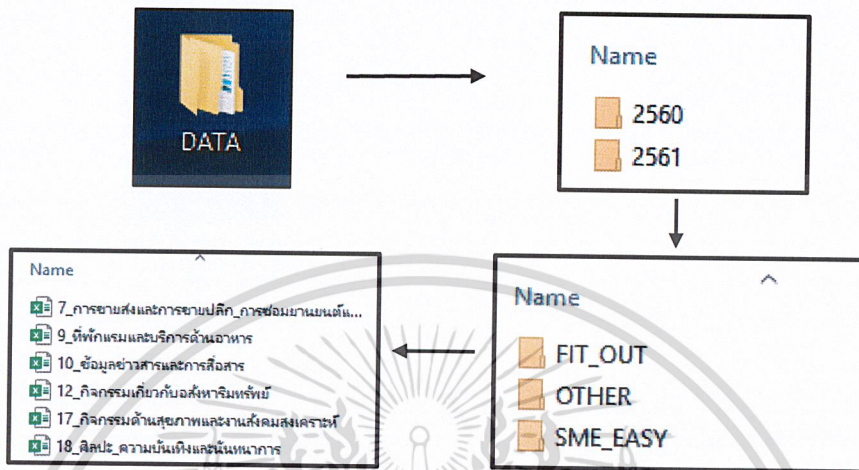 DATA
Name
2560
2561
Name
FIT_OUT
OTHER
SME_EASY
Name
7_การขายส่งและการขายปลีก_การซ่อมยานยนต์แ...
9_ที่พักแรมและบริการด้านอาหาร
10_ข้อมูลข่าวสารและการสื่อสาร
12_กิจกรรมเกี่ยวกับอสังหาริมทรัพย์
17_กิจกรรมด้านสุขภาพและงานสังคมสงเคราะห์
18_ศิลปะ_ความบันเทิงและนันทนาการ